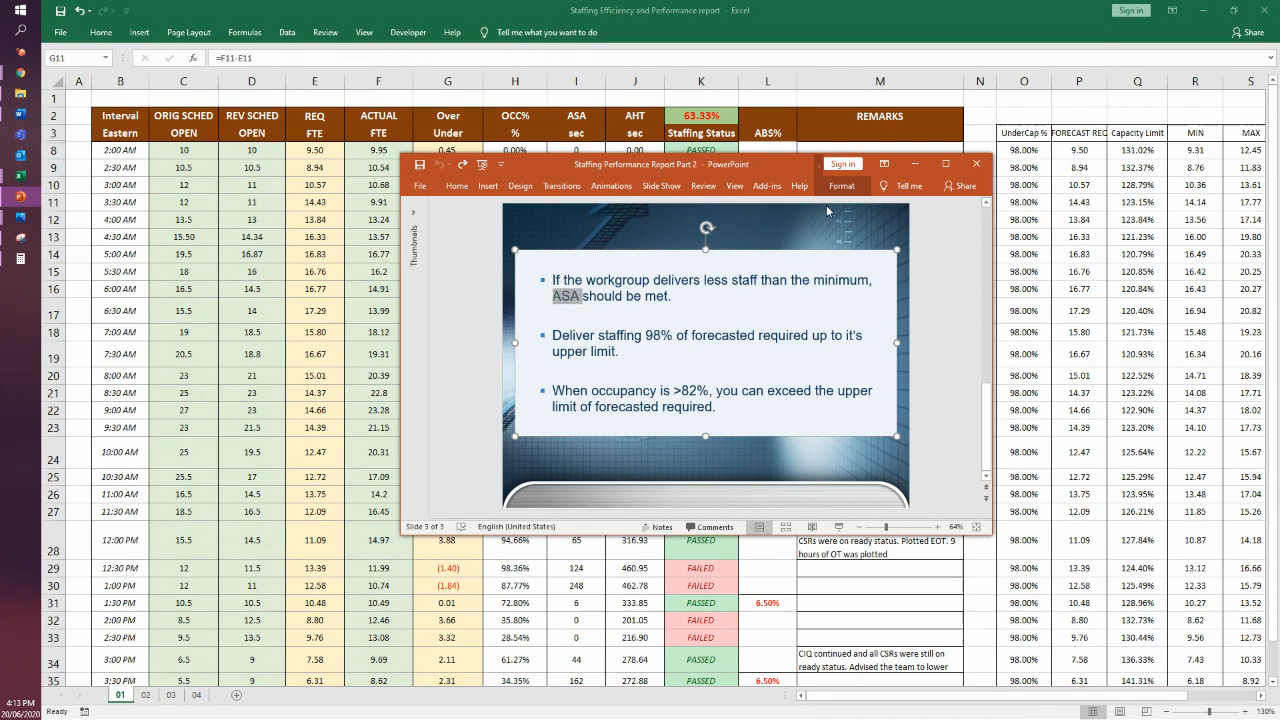 Staffing Efficiency and Performance report - Excel
Sign in
File Home Insert Page Layout Formulas Data Review View Developer Help Tell me what you want to do Share
G11 fx =F11-E11
A B C D E F G H I J K L M N O P Q R S
1
2 Interval ORIG SCHED REV SCHED REQ ACTUAL Over OCC% ASA AHT 63.33% REMARKS
3 Eastern OPEN OPEN FTE FTE Under % sec sec Staffing Status ABS% UnderCap % FORECAST REQ Capacity Limit MIN MAX
8 2:00 AM 10 10 9.50 9.95 0.45 0.00% 0 0.00 PASSED 98.00% 9.50 131.02% 9.31 12.45
9 2:30 AM 10.5 10.5 8.94 10.54 98.00% 8.94 132.37% 8.76 11.83
10 3:00 AM 11 11 10.57 10.68 98.00% 10.57 128.79% 10.36 13.61
11 3:30 AM 11.5 11.5 14.43 9.91 98.00% 14.43 123.15% 14.14 17.77
12 4:00 AM 13.5 13 13.84 13.24 98.00% 13.84 123.84% 13.56 17.14
13 4:30 AM 15.50 14.34 16.33 13.57 98.00% 16.33 121.23% 16.00 19.80
14 5:00 AM 19.5 16.87 16.83 16.77 98.00% 16.83 120.79% 16.49 20.33
15 5:30 AM 18 16 16.76 16.2 98.00% 16.76 120.85% 16.42 20.25
16 6:00 AM 16.5 15.5 16.77 14.91 98.00% 16.77 120.84% 16.43 20.26
17 6:30 AM 15.5 14 17.29 13.99 98.00% 17.29 120.40% 16.94 20.82
18 7:00 AM 19 18.5 15.80 18.12 98.00% 15.80 121.73% 15.48 19.23
19 7:30 AM 20.5 18.8 16.67 19.31 98.00% 16.67 120.93% 16.34 20.16
20 8:00 AM 23 21 15.01 20.39 98.00% 15.01 122.52% 14.71 18.39
21 8:30 AM 25 23 14.37 22.8 98.00% 14.37 123.22% 14.08 17.71
22 9:00 AM 27 23 14.66 23.28 98.00% 14.66 122.90% 14.37 18.02
23 9:30 AM 23 21.5 14.39 23.15 98.00% 14.39 123.20% 14.10 17.73
24 10:00 AM 25 19.5 12.47 20.31 98.00% 12.47 125.64% 12.22 15.67
25 10:30 AM 25.5 17 12.72 17.09 98.00% 12.72 125.29% 12.47 15.94
26 11:00 AM 16.5 14.5 13.75 14.2 98.00% 13.75 123.95% 13.48 17.04
27 11:30 AM 16.5 14.5 12.09 16.45 98.00% 12.09 126.21% 11.85 15.26
28 12:00 PM 15.5 14.5 11.09 14.97 3.88 94.66% 65 316.93 PASSED CSRs were on ready status. Plotted EOT. 9 98.00% 11.09 127.84% 10.87 14.18
hours of OT was plotted
29 12:30 PM 12 11.5 13.39 11.99 (1.40) 98.36% 124 460.95 FAILED 98.00% 13.39 124.40% 13.12 16.66
30 1:00 PM 12 11 12.58 10.74 (1.84) 87.77% 248 462.78 FAILED 98.00% 12.58 125.49% 12.33 15.79
31 1:30 PM 10.5 10.5 10.48 10.49 0.01 72.80% 6 333.85 PASSED 6.50% 98.00% 10.48 128.96% 10.27 13.52
32 2:00 PM 8.5 12.5 8.80 12.46 3.66 35.80% 0 201.05 FAILED 98.00% 8.80 132.73% 8.62 11.68
33 2:30 PM 9.5 13.5 9.76 13.08 3.32 28.54% 0 216.90 FAILED 98.00% 9.76 130.44% 9.56 12.73
34 3:00 PM 6.5 9 7.58 9.69 2.11 61.27% 44 278.64 PASSED CIQ continued and all CSRs were still on 98.00% 7.58 136.33% 7.43 10.33
ready status. Advised the team to lower
35 3:30 PM 5.5 9 6.31 8.62 2.31 34.35% 162 272.88 PASSED 6.50% 98.00% 6.31 141.31% 6.18 8.92
Staffing Performance Report Part 2 - PowerPoint
Sign in
File Home Insert Design Transitions Animations Slide Show Review View Add-ins Help Format Tell me Share
Thumbnails
If the workgroup delivers less staff than the minimum,
ASA should be met.
Deliver staffing 98% of forecasted required up to it's
upper limit.
When occupancy is >82%, you can exceed the upper
limit of forecasted required.
Slide 3 of 3 English (United States) Notes Comments 64%
01 02 03 04
Ready 130%
4:13 PM
20/06/2020